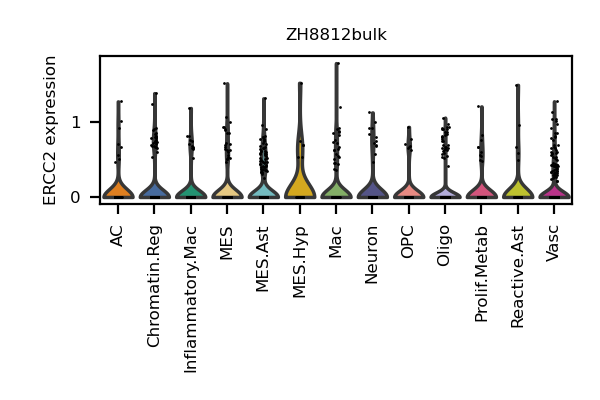 ZH8812bulk
ERCC2 expression
1
0
AC
Chromatin.Reg
Inflammatory.Mac
MES
MES.Ast
MES.Hyp
Mac
Neuron
OPC
Oligo
Prolif.Metab
Reactive.Ast
Vasc